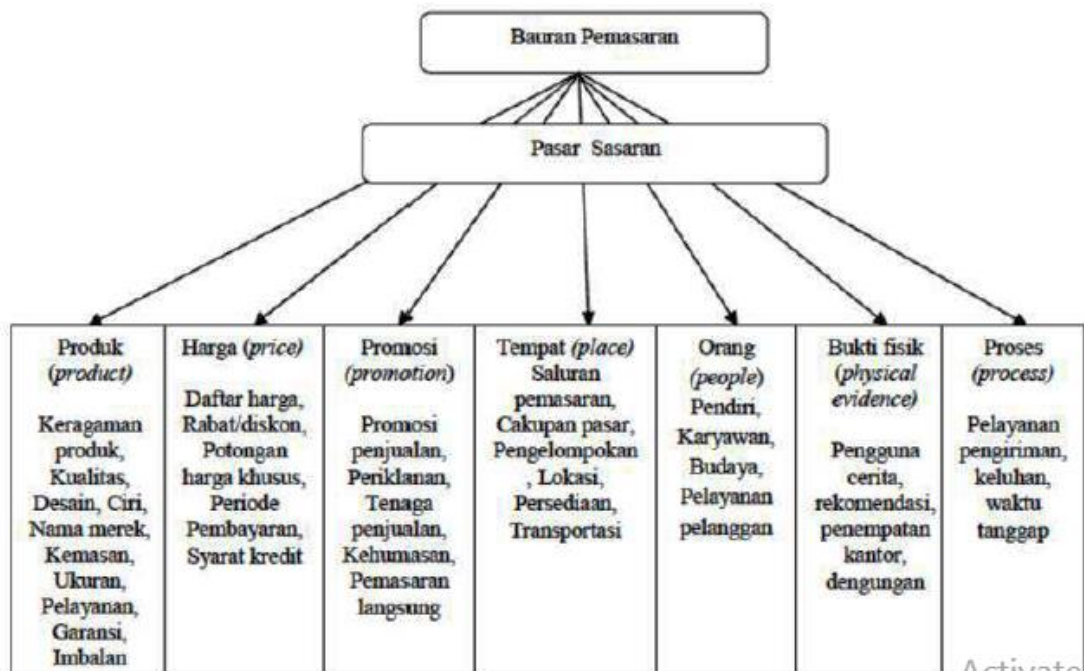 Bauran Pemasaran
Pasar Sasaran
Produk
(product)
Keragaman
produk,
Kualitas,
Desain, Ciri,
Nama merek,
Kemasan,
Ukuran,
Pelayanan,
Garansi,
Imbalan
Harga (price)
Daftar harga,
Rabat/diskon,
Potongan
harga khusus,
Periode
Pembayaran,
Syarat kredit
Promosi
(promotion)
Promosi
penjualan,
Periklanan,
Tenaga
penjualan,
Kehumasan,
Pemasaran
langsung
Tempat (place)
Saluran
pemasaran,
Cakupan pasar,
Pengelompokan
, Lokasi,
Persediaan,
Transportasi
Orang
(people)
Pendiri,
Karyawan,
Budaya,
Pelayanan
pelanggan
Bukti fisik
(physical
evidence)
Pengguna
cerita,
rekomendasi,
penempatan
kantor,
dengungan
Proses
(process)
Pelayanan
pengiriman,
keluhan,
waktu
tanggap
Activate